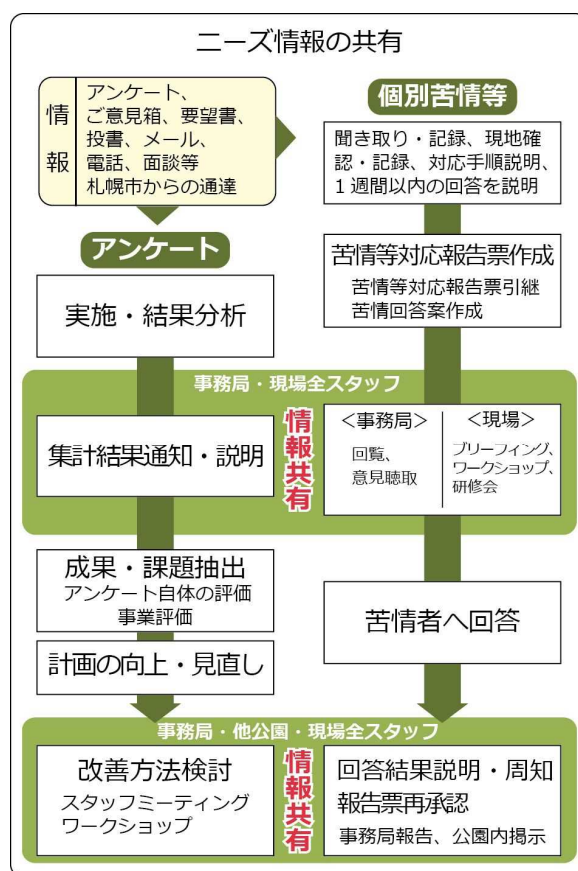 ニーズ情報の共有
情報
アンケート、
ご意見箱、要望書、
投書、メール、
電話、面談等
札幌市からの通達
アンケート
実施・結果分析
個別苦情等
聞き取り・記録、現地確
認・記録、対応手順説明、
1週間以内の回答を説明
苦情等対応報告票作成
苦情等対応報告票引継
苦情回答案作成
事務局・現場全スタッフ
集計結果通知・説明
情報共有
＜事務局＞
回覧、
意見聴取
＜現場＞
ブリーフィング、
ワークショップ、
研修会
成果・課題抽出
アンケート自体の評価
事業評価
計画の向上・見直し
苦情者へ回答
事務局・他公園・現場全スタッフ
改善方法検討
スタッフミーティング
ワークショップ
情報共有
回答結果説明・周知
報告票再承認
事務局報告、公園内掲示